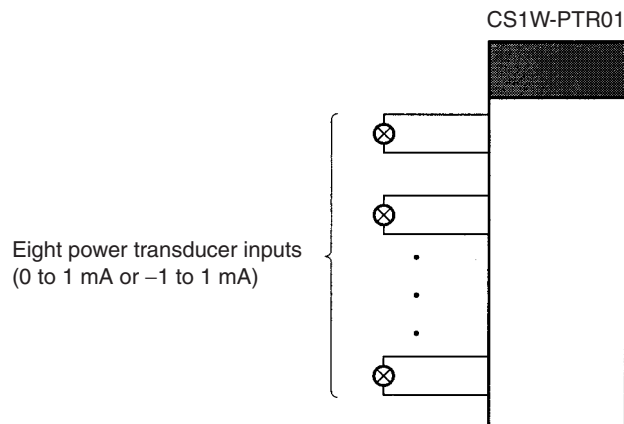 CS1W-PTR01
Eight power transducer inputs
(0 to 1 mA or –1 to 1 mA)